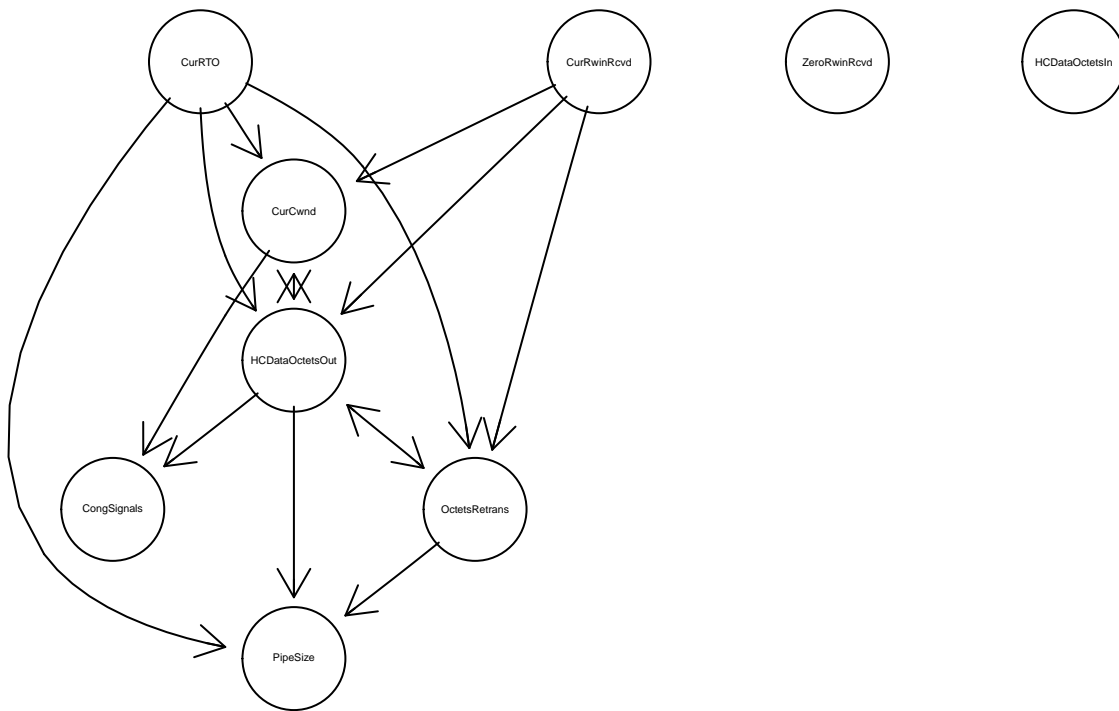 CurRTO
CurRwinRcvd
ZeroRwinRcvd
HCDataOctetsIn
CurCwnd
HCDataOctetsOut
CongSignals
OctetsRetrans
PipeSize